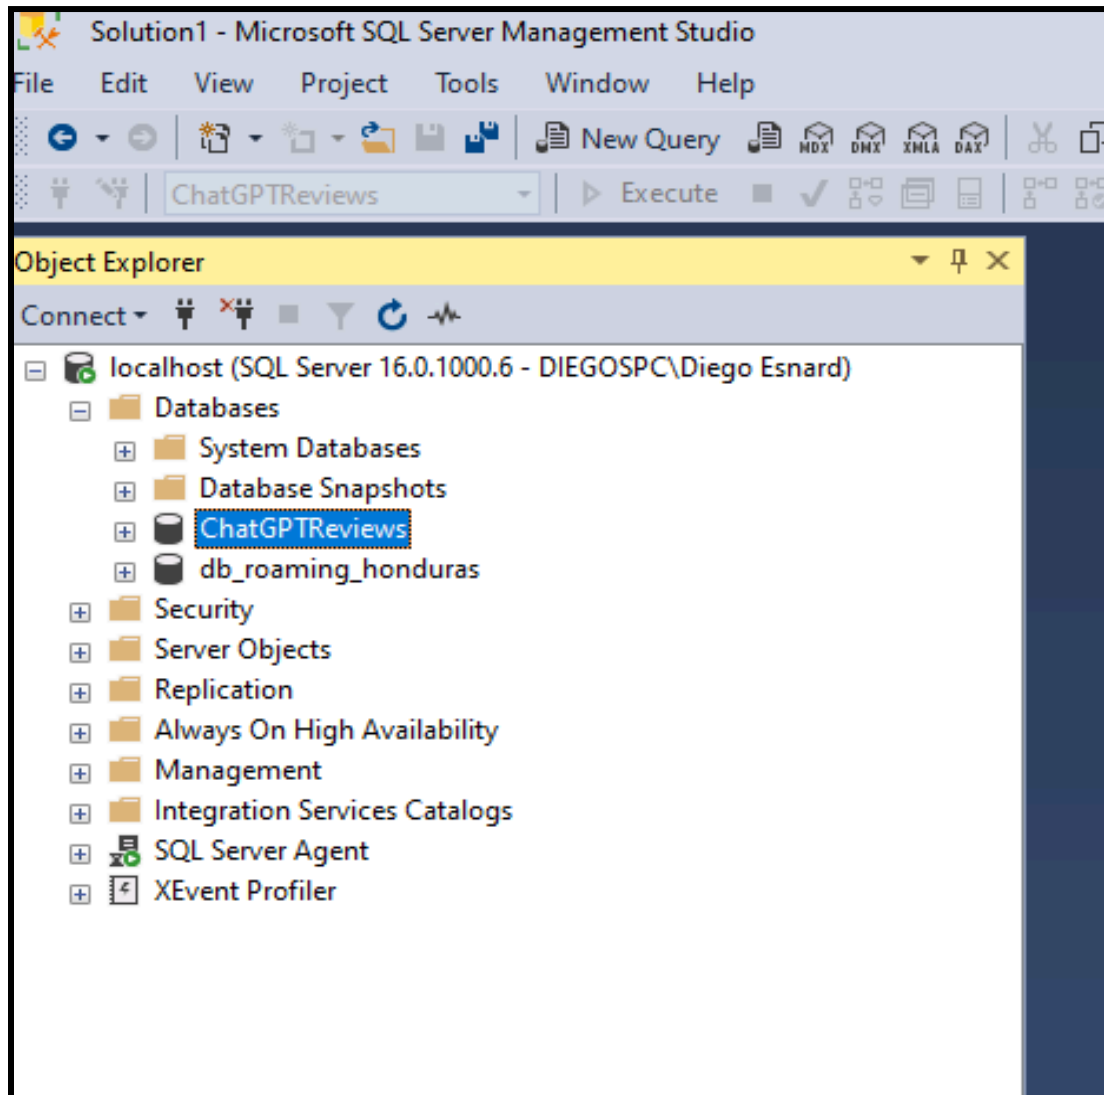 Solution1 - Microsoft SQL Server Management Studio
File Edit View Project Tools Window Help
New Query MDX DMX XMLA DAX
ChatGPTReviews Execute
Object Explorer
Connect
localhost (SQL Server 16.0.1000.6 - DIEGOSPC\Diego Esnard)
Databases
System Databases
Database Snapshots
ChatGPTReviews
db_roaming_honduras
Security
Server Objects
Replication
Always On High Availability
Management
Integration Services Catalogs
SQL Server Agent
XEvent Profiler